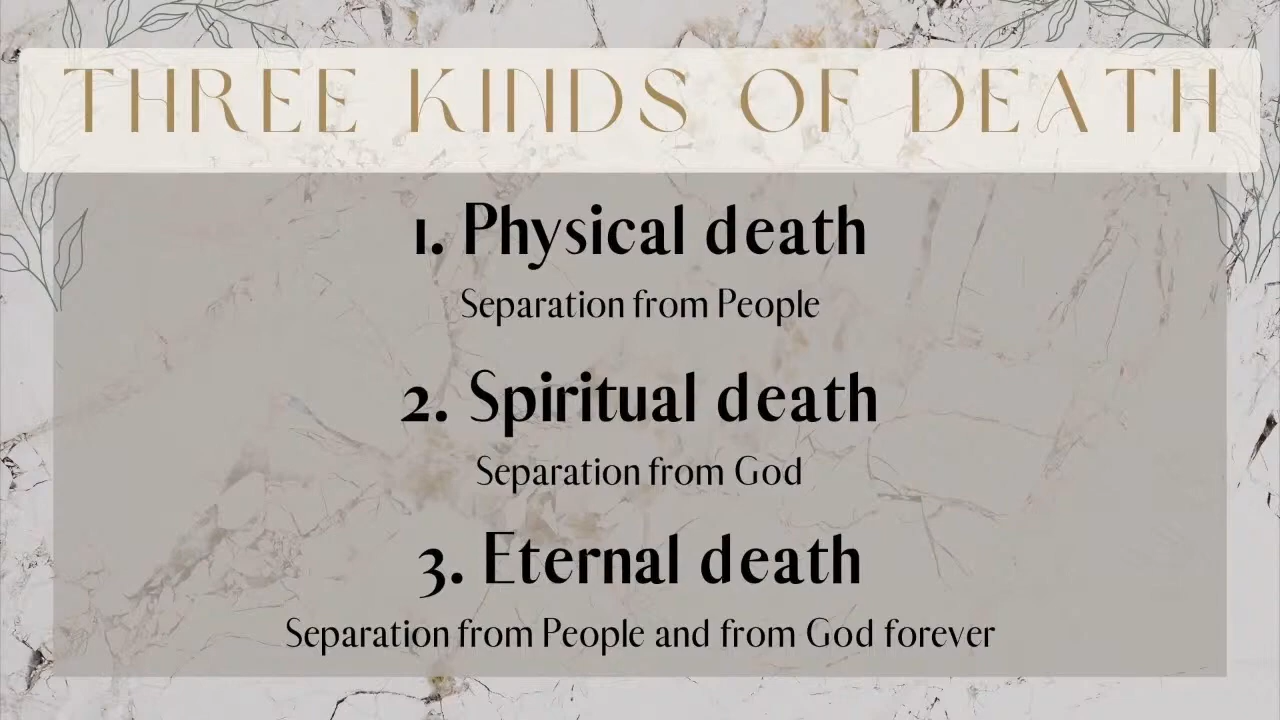 THREE KINDS OF DEATH
1. Physical death
Separation from People
2. Spiritual death
Separation from God
3. Eternal death
Separation from People and from God forever